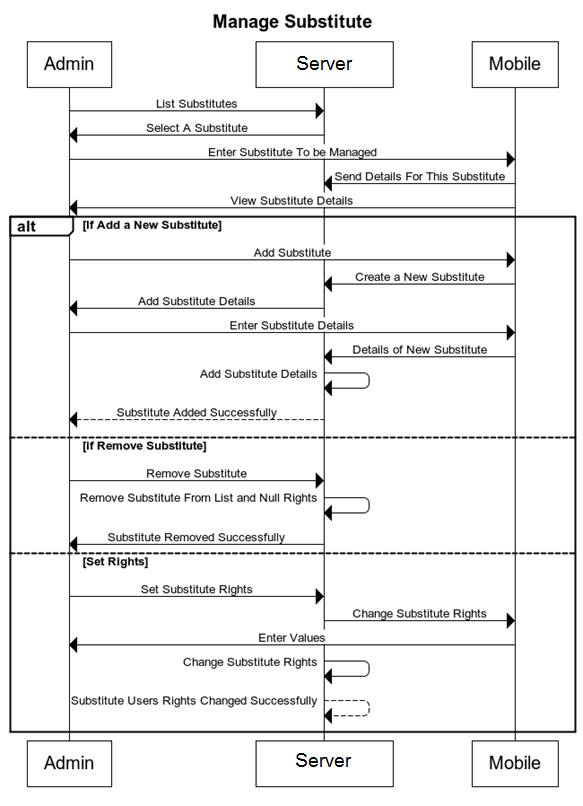 Manage Substitute
Admin
Server
Mobile
List Substitutes
Select A Substitute
Enter Substitute To be Managed
Send Details For This Substitute
View Substitute Details
alt
[If Add a New Substitute]
Add Substitute
Create a New Substitute
Add Substitute Details
Enter Substitute Details
Details of New Substitute
Add Substitute Details
Substitute Added Successfully
[if Remove Substitute]
Remove Substitute
Remove Substitute From List and Null Rights
Substitute Removed Successfully
[Set Rights]
Set Substitute Rights
Change Substitute Rights
Enter Values
Change Substitute Rights
Substitute Users Rights Changed Successfully
Admin
Server
Mobile